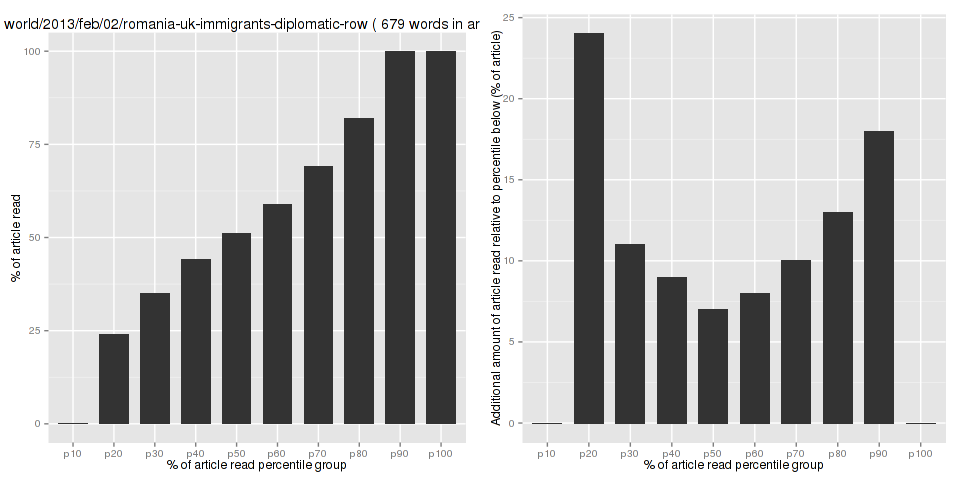 world/2013/feb/02/romania-uk-immigrants-diplomatic-row ( 679 words in ar
% of article read
100
75
50
25
0
p10 p20 p30 p40 p50 p60 p70 p80 p90 p100
% of article read percentile group
Additional amount of article read relative to percentile below (% of article)
25
20
15
10
5
0
p10 p20 p30 p40 p50 p60 p70 p80 p90 p100
% of article read percentile group